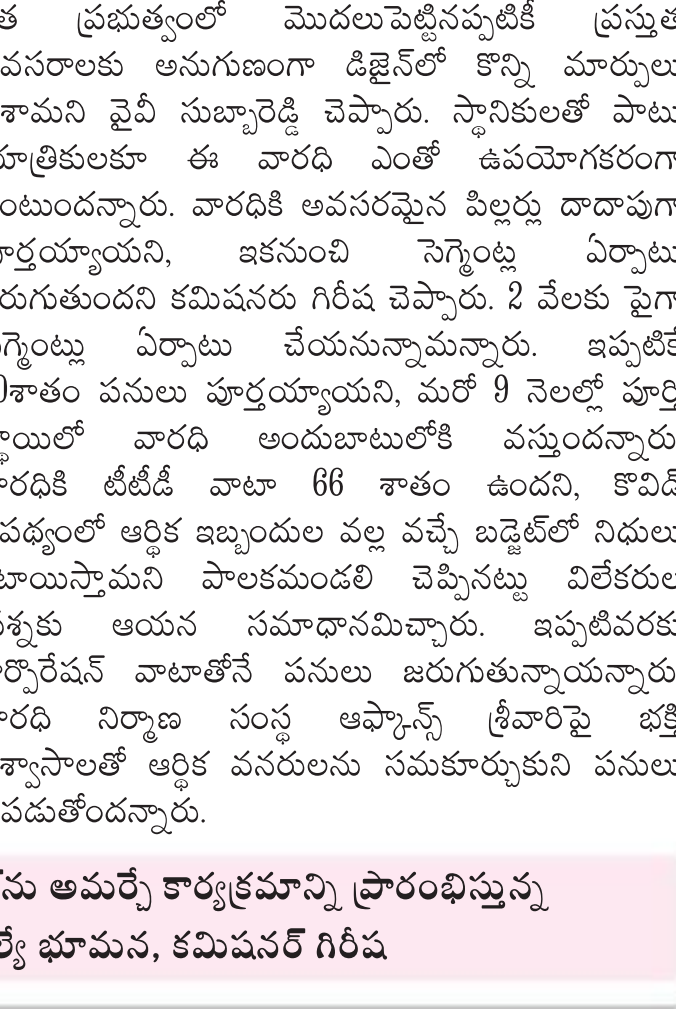 త ప్రభుత్వంలో మొదలుపెట్టినప్పటికీ ప్రస్తుత
వసరాలకు అనుగుణంగా డిజైన్‌లో కొన్ని మార్పులు
శామని వైవీ సుబ్బారెడ్డి చెప్పారు. స్థానికులతో పాటు
యాత్రికులకూ ఈ వారధి ఎంతో ఉపయోగకరంగా
ంటుందన్నారు. వారధికి అవసరమైన పిల్లర్లు దాదాపుగా
ూర్తయ్యాయని, ఇకనుంచి సెగ్మెంట్ల ఏర్పాటు
రుగుతుందని కమిషనరు గిరీష చెప్పారు. 2 వేలకు పైగా
గ్మెంట్లు ఏర్పాటు చేయనున్నామన్నారు. ఇప్పటికే
0శాతం పనులు పూర్తయ్యాయని, మరో 9 నెలల్లో పూర్తి
్థాయిలో వారధి అందుబాటులోకి వస్తుందన్నారు
ారధికి టీటీడీ వాటా 66 శాతం ఉందని, కొవిడ్
పథ్యంలో ఆర్థిక ఇబ్బందుల వల్ల వచ్చే బడ్జెట్‌లో నిధులు
టాయిస్తామని పాలకమండలి చెప్పినట్టు విలేకరుల
శ్నకు ఆయన సమాధానమిచ్చారు. ఇప్పటివరకు
ార్పొరేషన్ వాటాతోనే పనులు జరుగుతున్నాయన్నారు
ారధి నిర్మాణ సంస్థ ఆఫ్కాన్స్ శ్రీవారిపై భక్తి
శ్వాసాలతో ఆర్థిక వనరులను సమకూర్చుకుని పనులు
పడుతోందన్నారు.
‌ను అమర్చే కార్యక్రమాన్ని ప్రారంభిస్తున్న
ల్యే భూమన, కమిషనర్ గిరీష